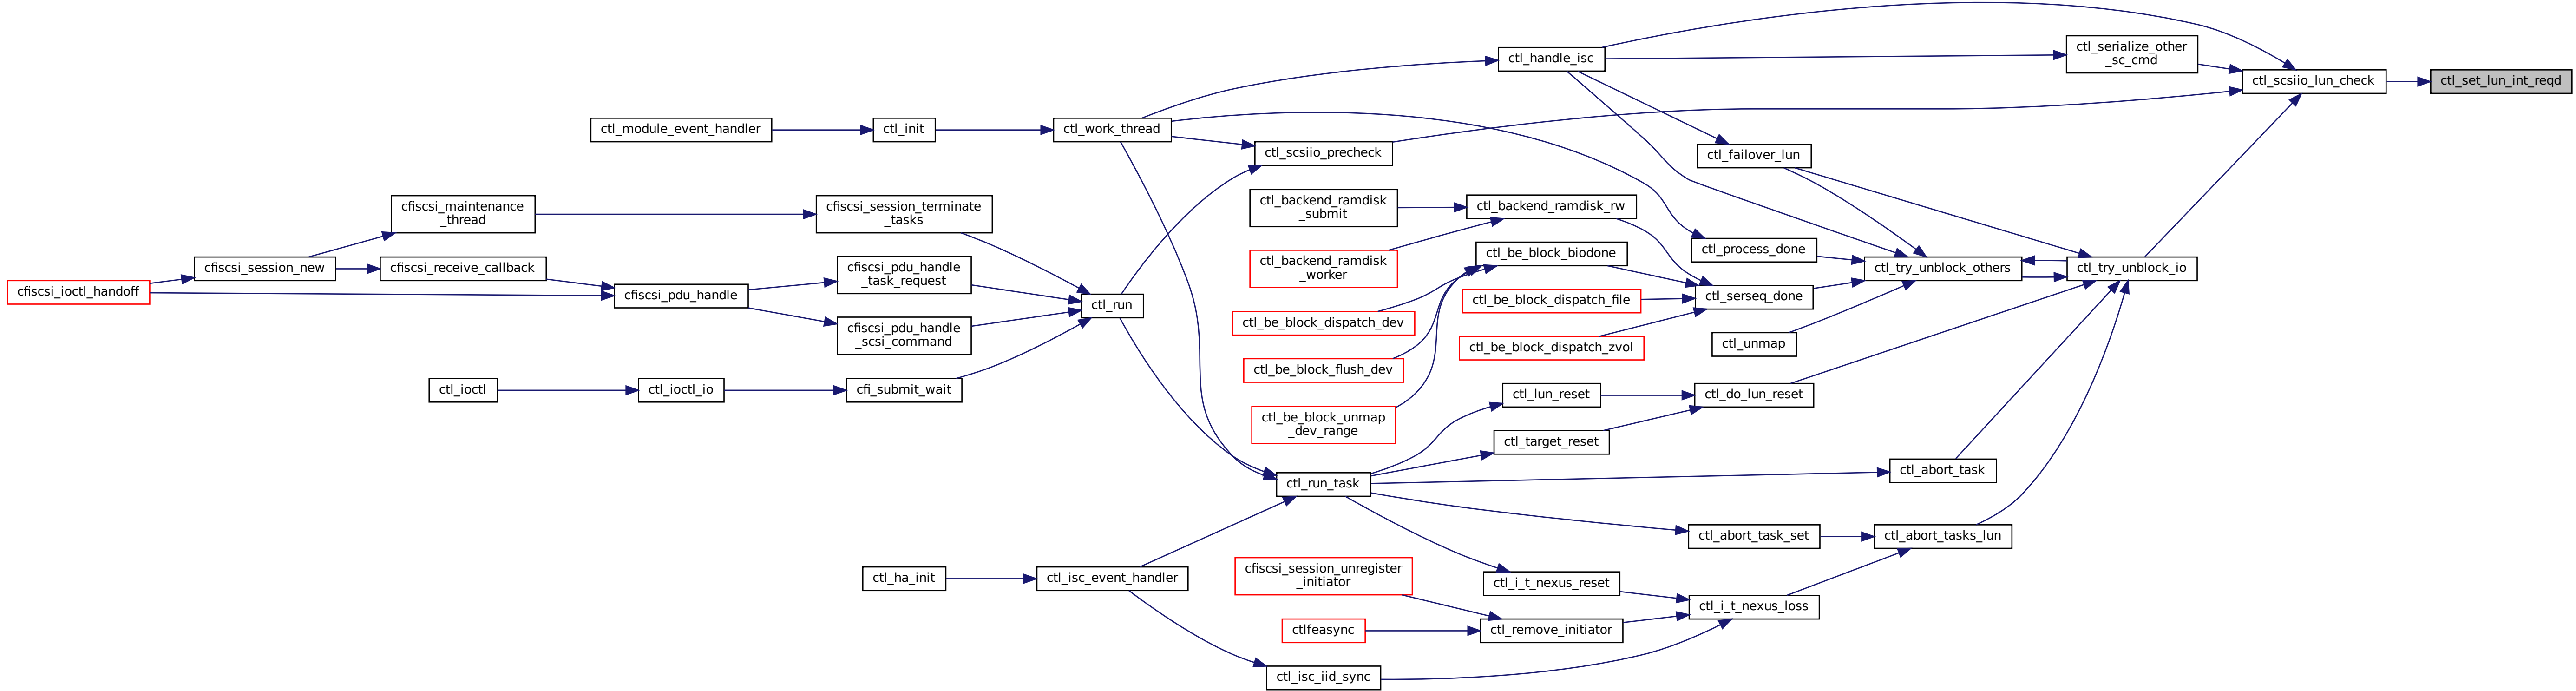 ctl_set_lun_int_reqd
ctl_scsiio_lun_check
ctl_serialize_other
_sc_cmd
ctl_handle_isc
ctl_work_thread
ctl_init
ctl_module_event_handler
ctl_scsiio_precheck
ctl_failover_lun
ctl_try_unblock_io
ctl_try_unblock_others
ctl_process_done
ctl_serseq_done
ctl_unmap
ctl_backend_ramdisk_rw
ctl_backend_ramdisk
_submit
ctl_backend_ramdisk
_worker
ctl_be_block_biodone
ctl_be_block_dispatch_dev
ctl_be_block_flush_dev
ctl_be_block_unmap
_dev_range
ctl_be_block_dispatch_file
ctl_be_block_dispatch_zvol
ctl_run
cfiscsi_session_terminate
_tasks
cfiscsi_maintenance
_thread
cfiscsi_session_new
cfiscsi_ioctl_handoff
cfiscsi_receive_callback
cfiscsi_pdu_handle
cfiscsi_pdu_handle
_task_request
cfiscsi_pdu_handle
_scsi_command
cfi_submit_wait
ctl_ioctl_io
ctl_ioctl
ctl_do_lun_reset
ctl_lun_reset
ctl_target_reset
ctl_run_task
ctl_abort_task
ctl_abort_tasks_lun
ctl_abort_task_set
ctl_i_t_nexus_loss
ctl_i_t_nexus_reset
ctl_remove_initiator
cfiscsi_session_unregister
_initiator
ctlfeasync
ctl_isc_iid_sync
ctl_isc_event_handler
ctl_ha_init